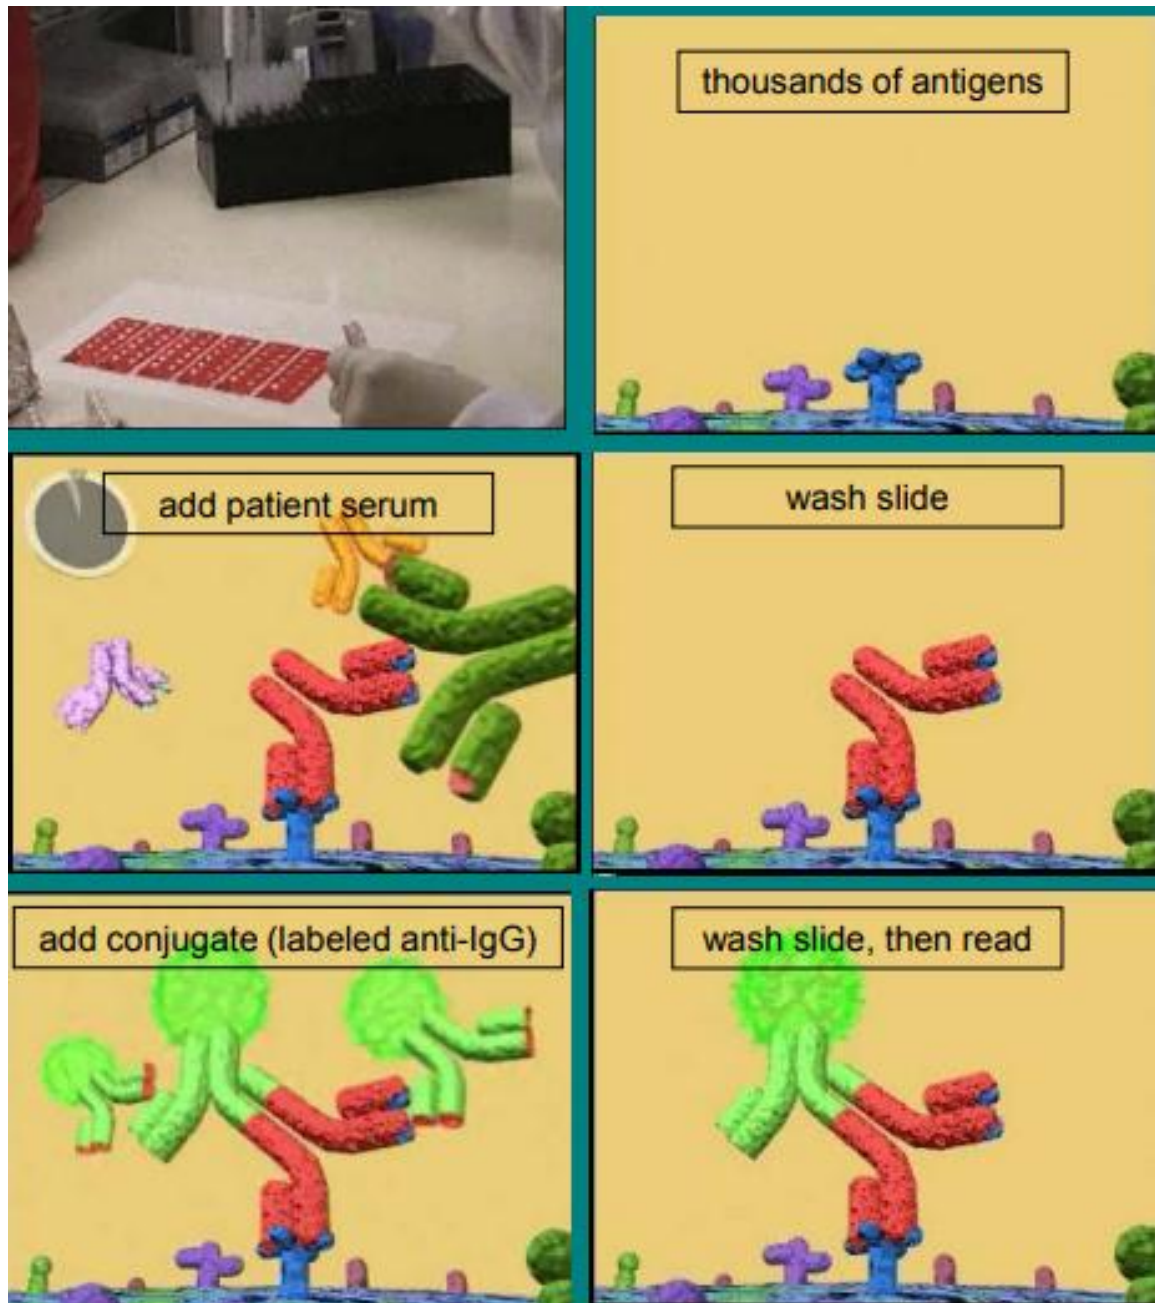 thousands of antigens
add patient serum
wash slide
add conjugate (labeled anti-IgG)
wash slide, then read